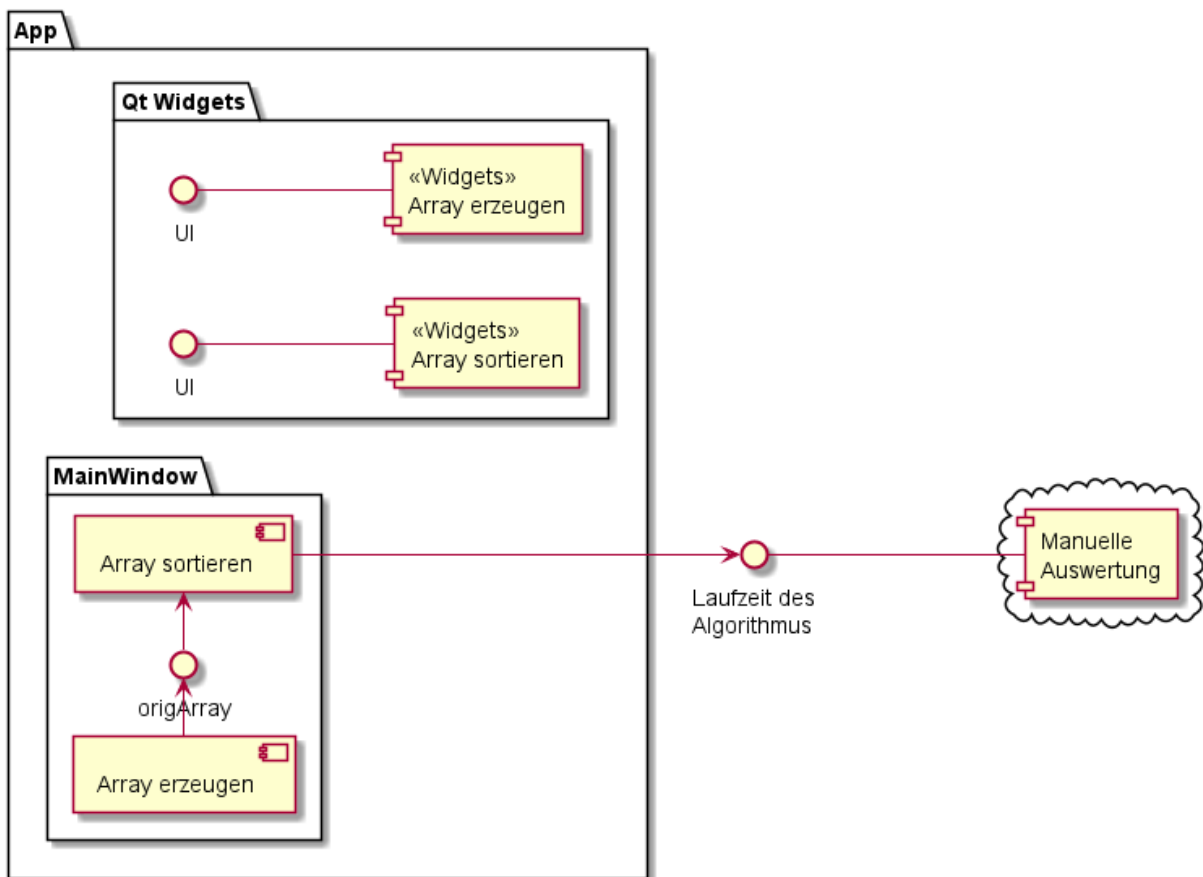 App
Qt Widgets
«Widgets»
Array erzeugen
UI
«Widgets»
Array sortieren
UI
MainWindow
Array sortieren
origArray
Array erzeugen
Laufzeit des
Algorithmus
Manuelle
Auswertung